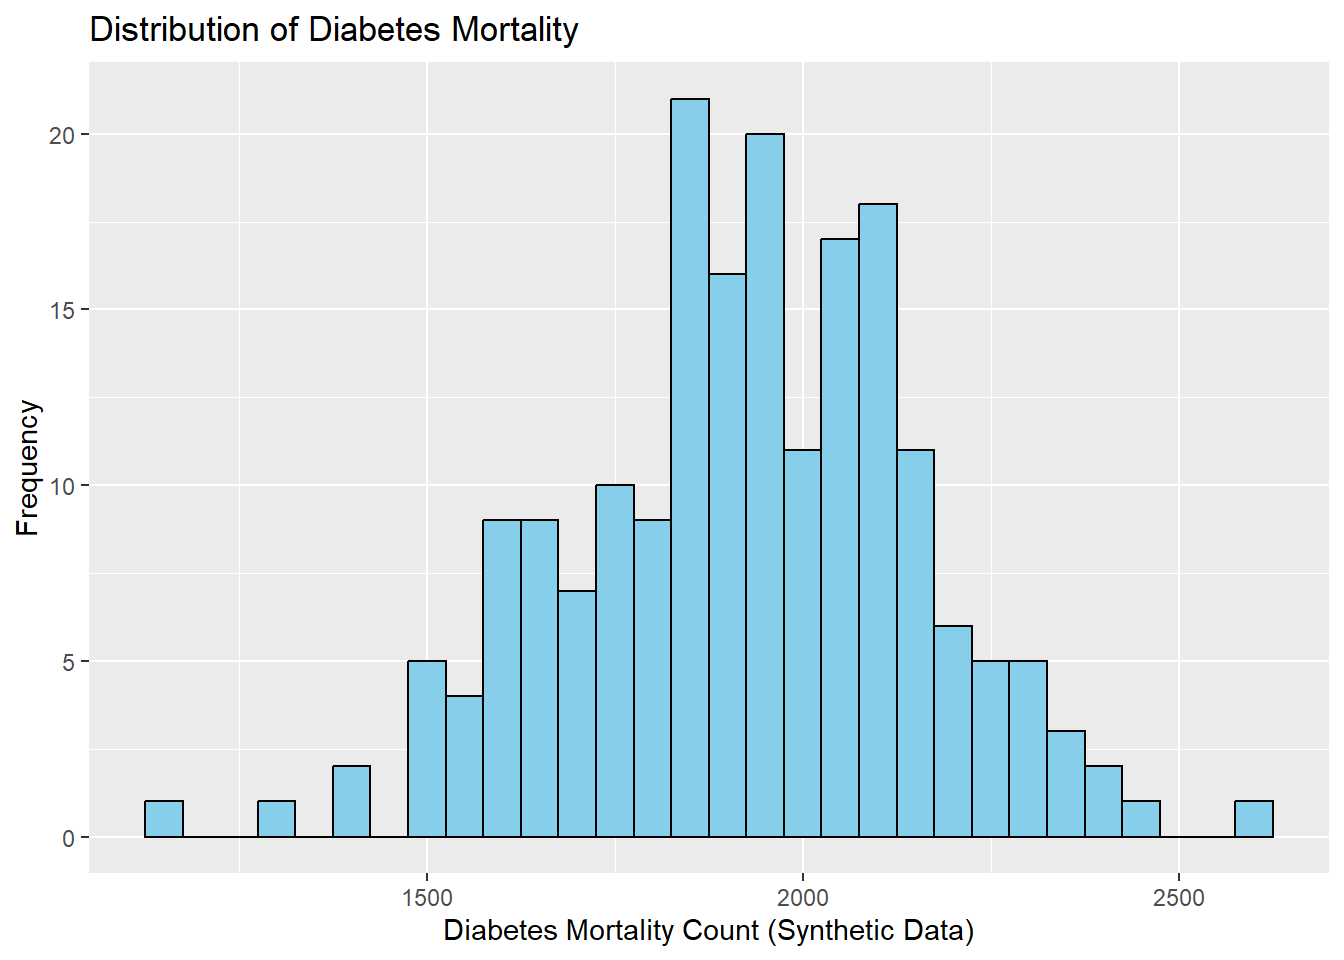 Distribution of Diabetes Mortality
20
15
10
5
0
Frequency
1500 2000 2500
Diabetes Mortality Count (Synthetic Data)